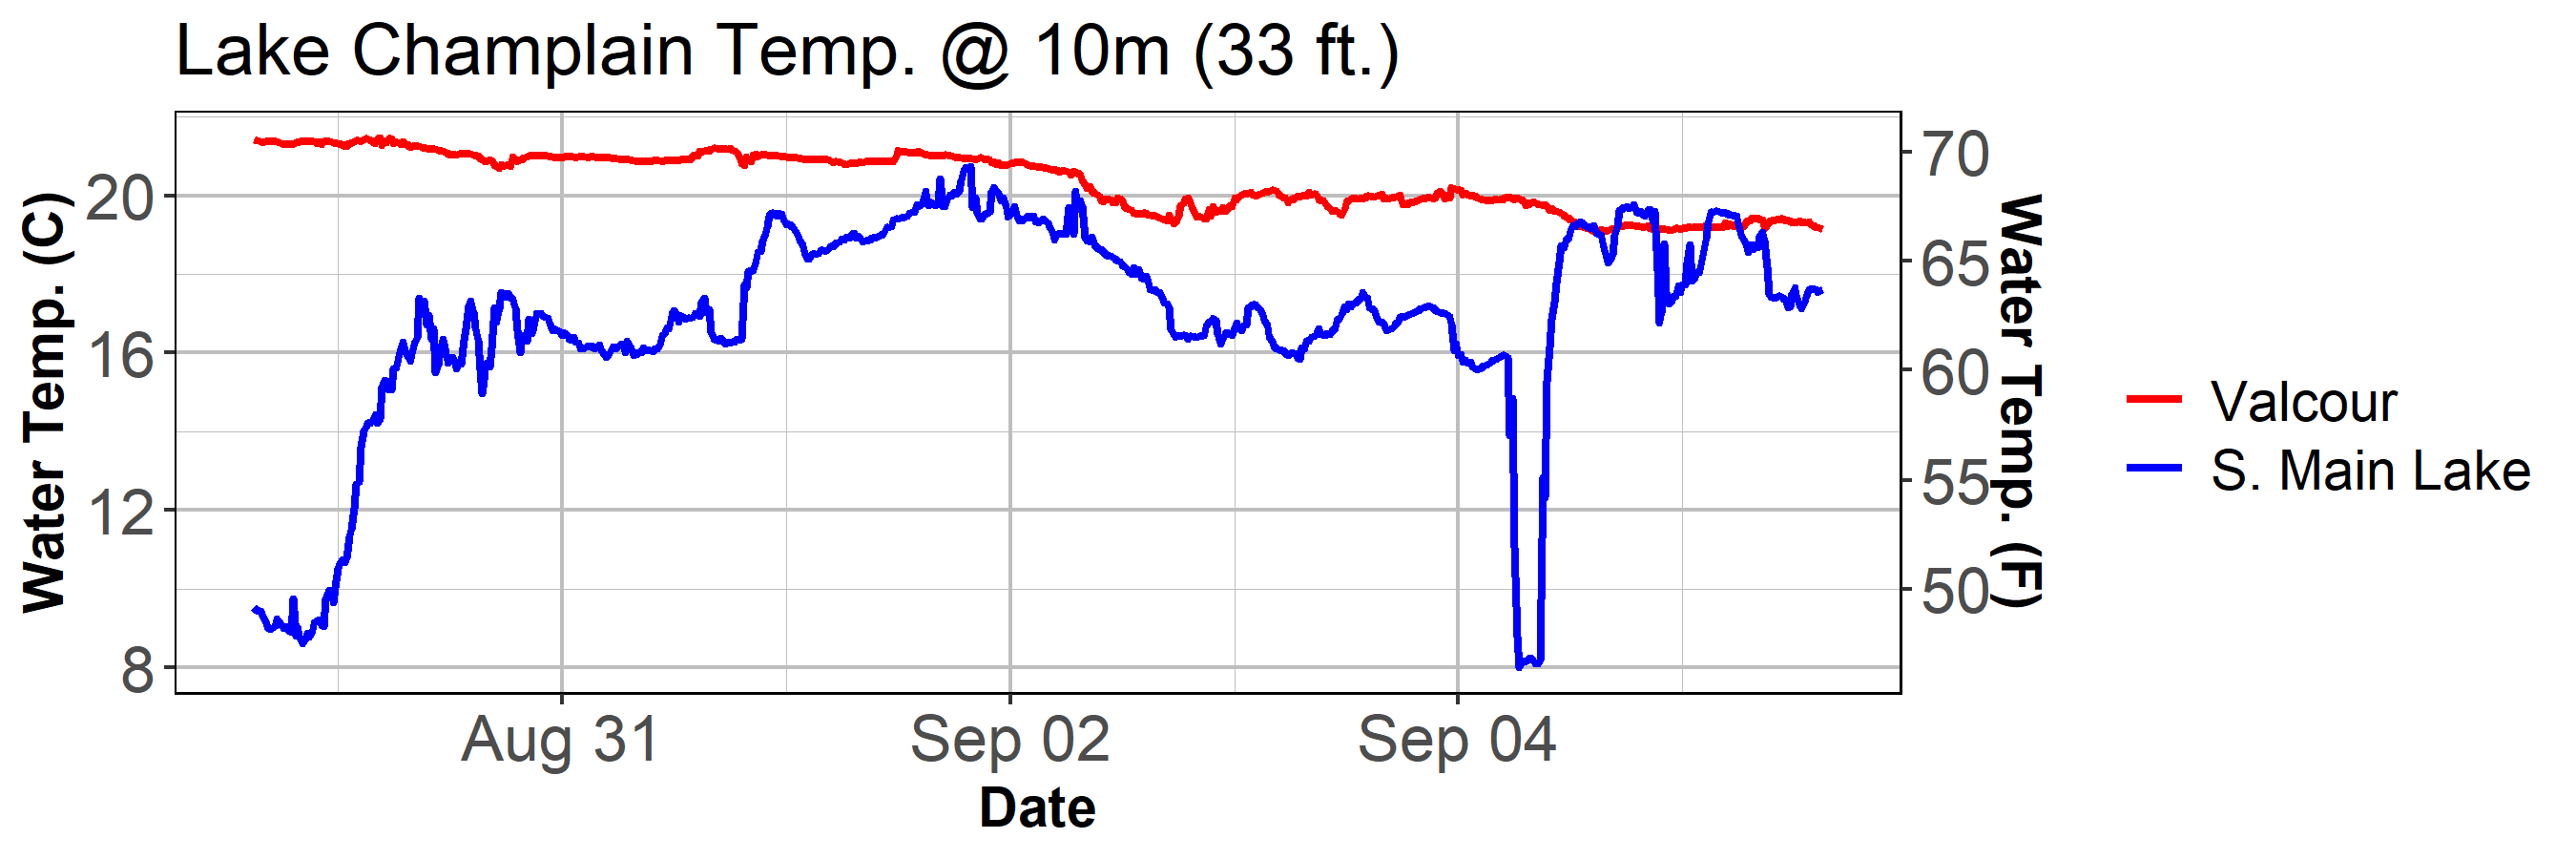 Lake Champlain Temp. @ 10m (33 ft.)
Water Temp. (C)
20
16
12
8
70
65
60
55
50
Water Temp. (F)
Aug 31
Sep 02
Sep 04
Date
Valcour
S. Main Lake